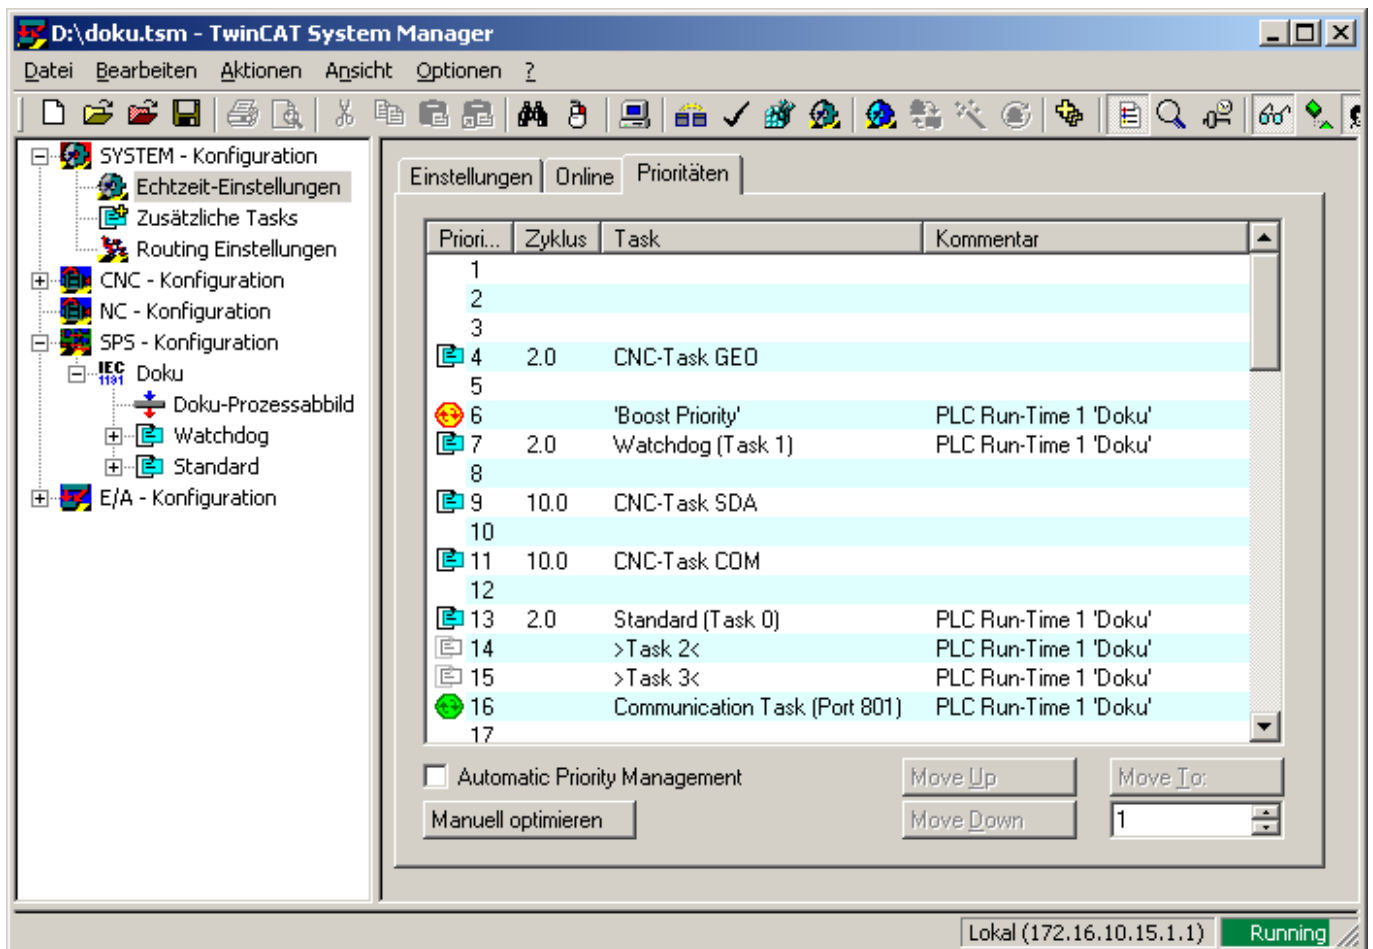 D:\doku.tsm - TwinCAT System Manager
Datei Bearbeiten Aktionen Ansicht Optionen ?
SYSTEM - Konfiguration
Echtzeit-Einstellungen
Zusätzliche Tasks
Routing Einstellungen
CNC - Konfiguration
NC - Konfiguration
SPS - Konfiguration
IEC 1131 Doku
Doku-Prozessabbild
Watchdog
Standard
E/A - Konfiguration
Einstellungen Online Prioritäten
Priori... Zyklus Task Kommentar
1
2
3
4 2.0 CNC-Task GEO
5
6 'Boost Priority' PLC Run-Time 1 'Doku'
7 2.0 Watchdog (Task 1) PLC Run-Time 1 'Doku'
8
9 10.0 CNC-Task SDA
10
11 10.0 CNC-Task COM
12
13 2.0 Standard (Task 0) PLC Run-Time 1 'Doku'
14 >Task 2< PLC Run-Time 1 'Doku'
15 >Task 3< PLC Run-Time 1 'Doku'
16 Communication Task (Port 801) PLC Run-Time 1 'Doku'
17
Automatic Priority Management Move Up Move To:
Manuell optimieren Move Down 1
Lokal (172.16.10.15.1.1) Running